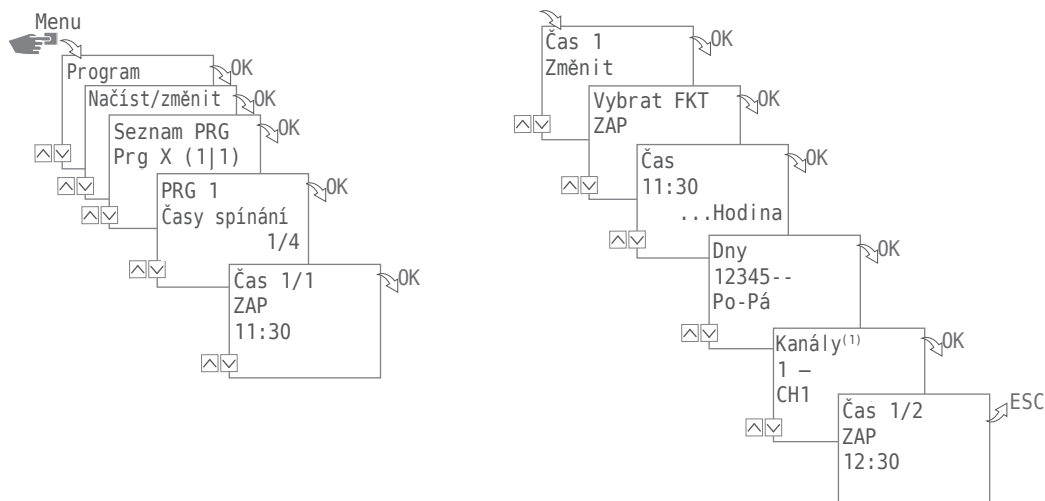 Menu
Program
OK
Načíst/změnit
OK
Seznam PRG
Prg X (1|1)
OK
PRG 1
Časy spínání
1/4
OK
Čas 1/1
ZAP
11:30
OK
Čas 1
Změnit
OK
Vybrat FKT
ZAP
OK
Čas
11:30
...Hodina
OK
Dny
12345--
Po-Pá
OK
Kanály(1)
1 –
CH1
OK
Čas 1/2
ZAP
12:30
ESC